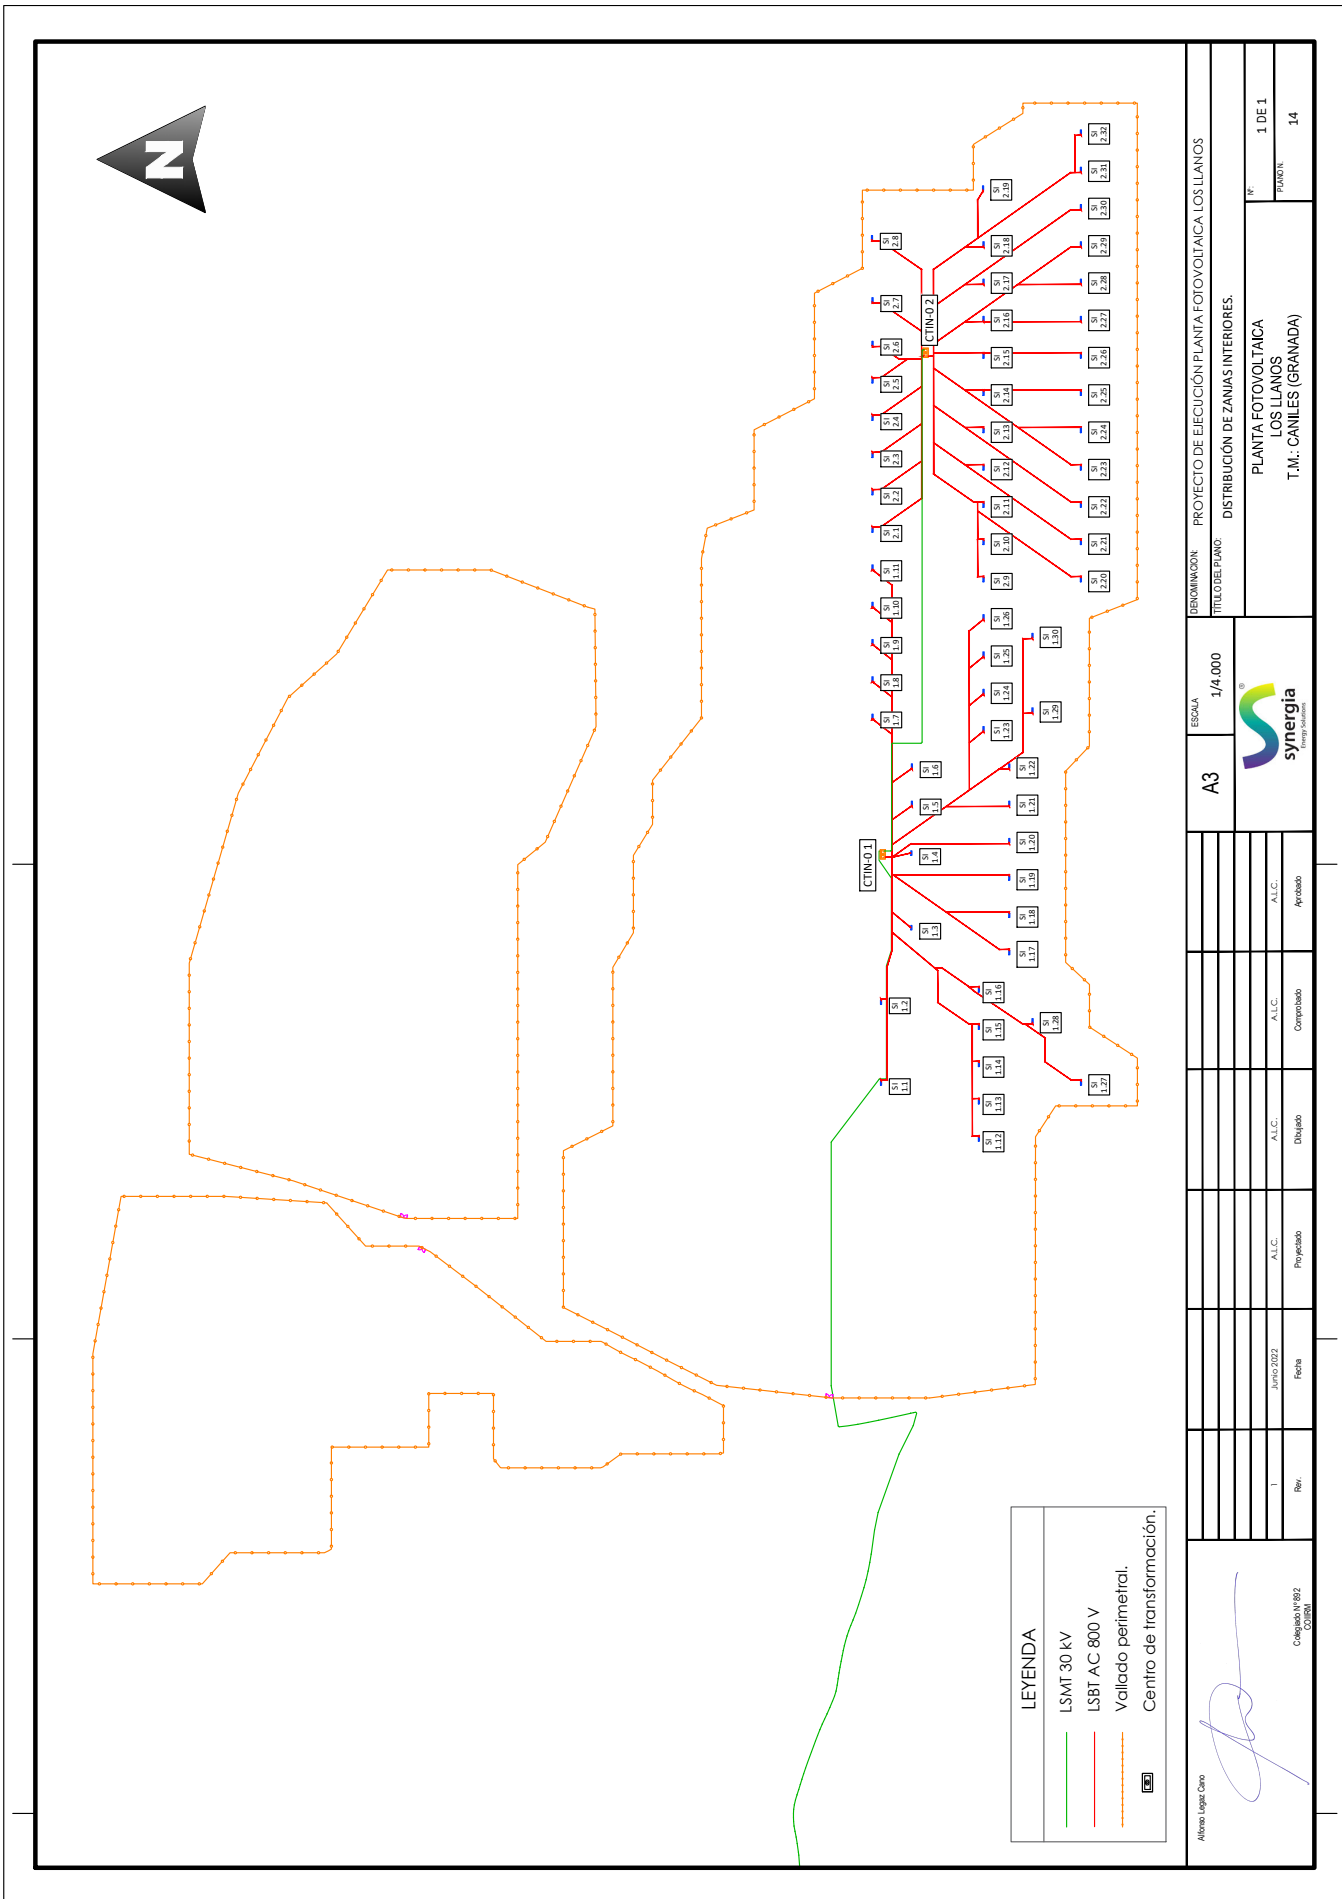 N
CTIN-0 1
CTIN-0 2
SI 1.1
SI 1.2
SI 1.3
SI 1.4
SI 1.5
SI 1.6
SI 1.7
SI 1.8
SI 1.9
SI 1.10
SI 1.11
SI 1.12
SI 1.13
SI 1.14
SI 1.15
SI 1.16
SI 1.17
SI 1.18
SI 1.19
SI 1.20
SI 1.21
SI 1.22
SI 1.23
SI 1.24
SI 1.25
SI 1.26
SI 1.27
SI 1.28
SI 1.29
SI 1.30
SI 2.1
SI 2.2
SI 2.3
SI 2.4
SI 2.5
SI 2.6
SI 2.7
SI 2.8
SI 2.9
SI 2.10
SI 2.11
SI 2.12
SI 2.13
SI 2.14
SI 2.15
SI 2.16
SI 2.17
SI 2.18
SI 2.19
SI 2.20
SI 2.21
SI 2.22
SI 2.23
SI 2.24
SI 2.25
SI 2.26
SI 2.27
SI 2.28
SI 2.29
SI 2.30
SI 2.31
SI 2.32
LEYENDA
LSMT 30 kV
LSBT AC 800 V
Vallado perimetral.
Centro de transformación.
Alfonso Legaz Cano
Colegiado Nº 892
COIIRM
1
Junio 2022
A.L.C.
A.L.C.
A.L.C.
A.L.C.
Rev.
Fecha
Proyectado
Dibujado
Comprobado
Aprobado
A3
ESCALA
1/4.000
synergia
®
Energy Solutions
DENOMINACION:
PROYECTO DE EJECUCIÓN PLANTA FOTOVOLTAICA LOS LLANOS
TÍTULO DEL PLANO:
DISTRIBUCIÓN DE ZANJAS INTERIORES.
PLANTA FOTOVOLTAICA
LOS LLANOS
T.M.: CANILES (GRANADA)
Nº:
1 DE 1
PLANO N.
14